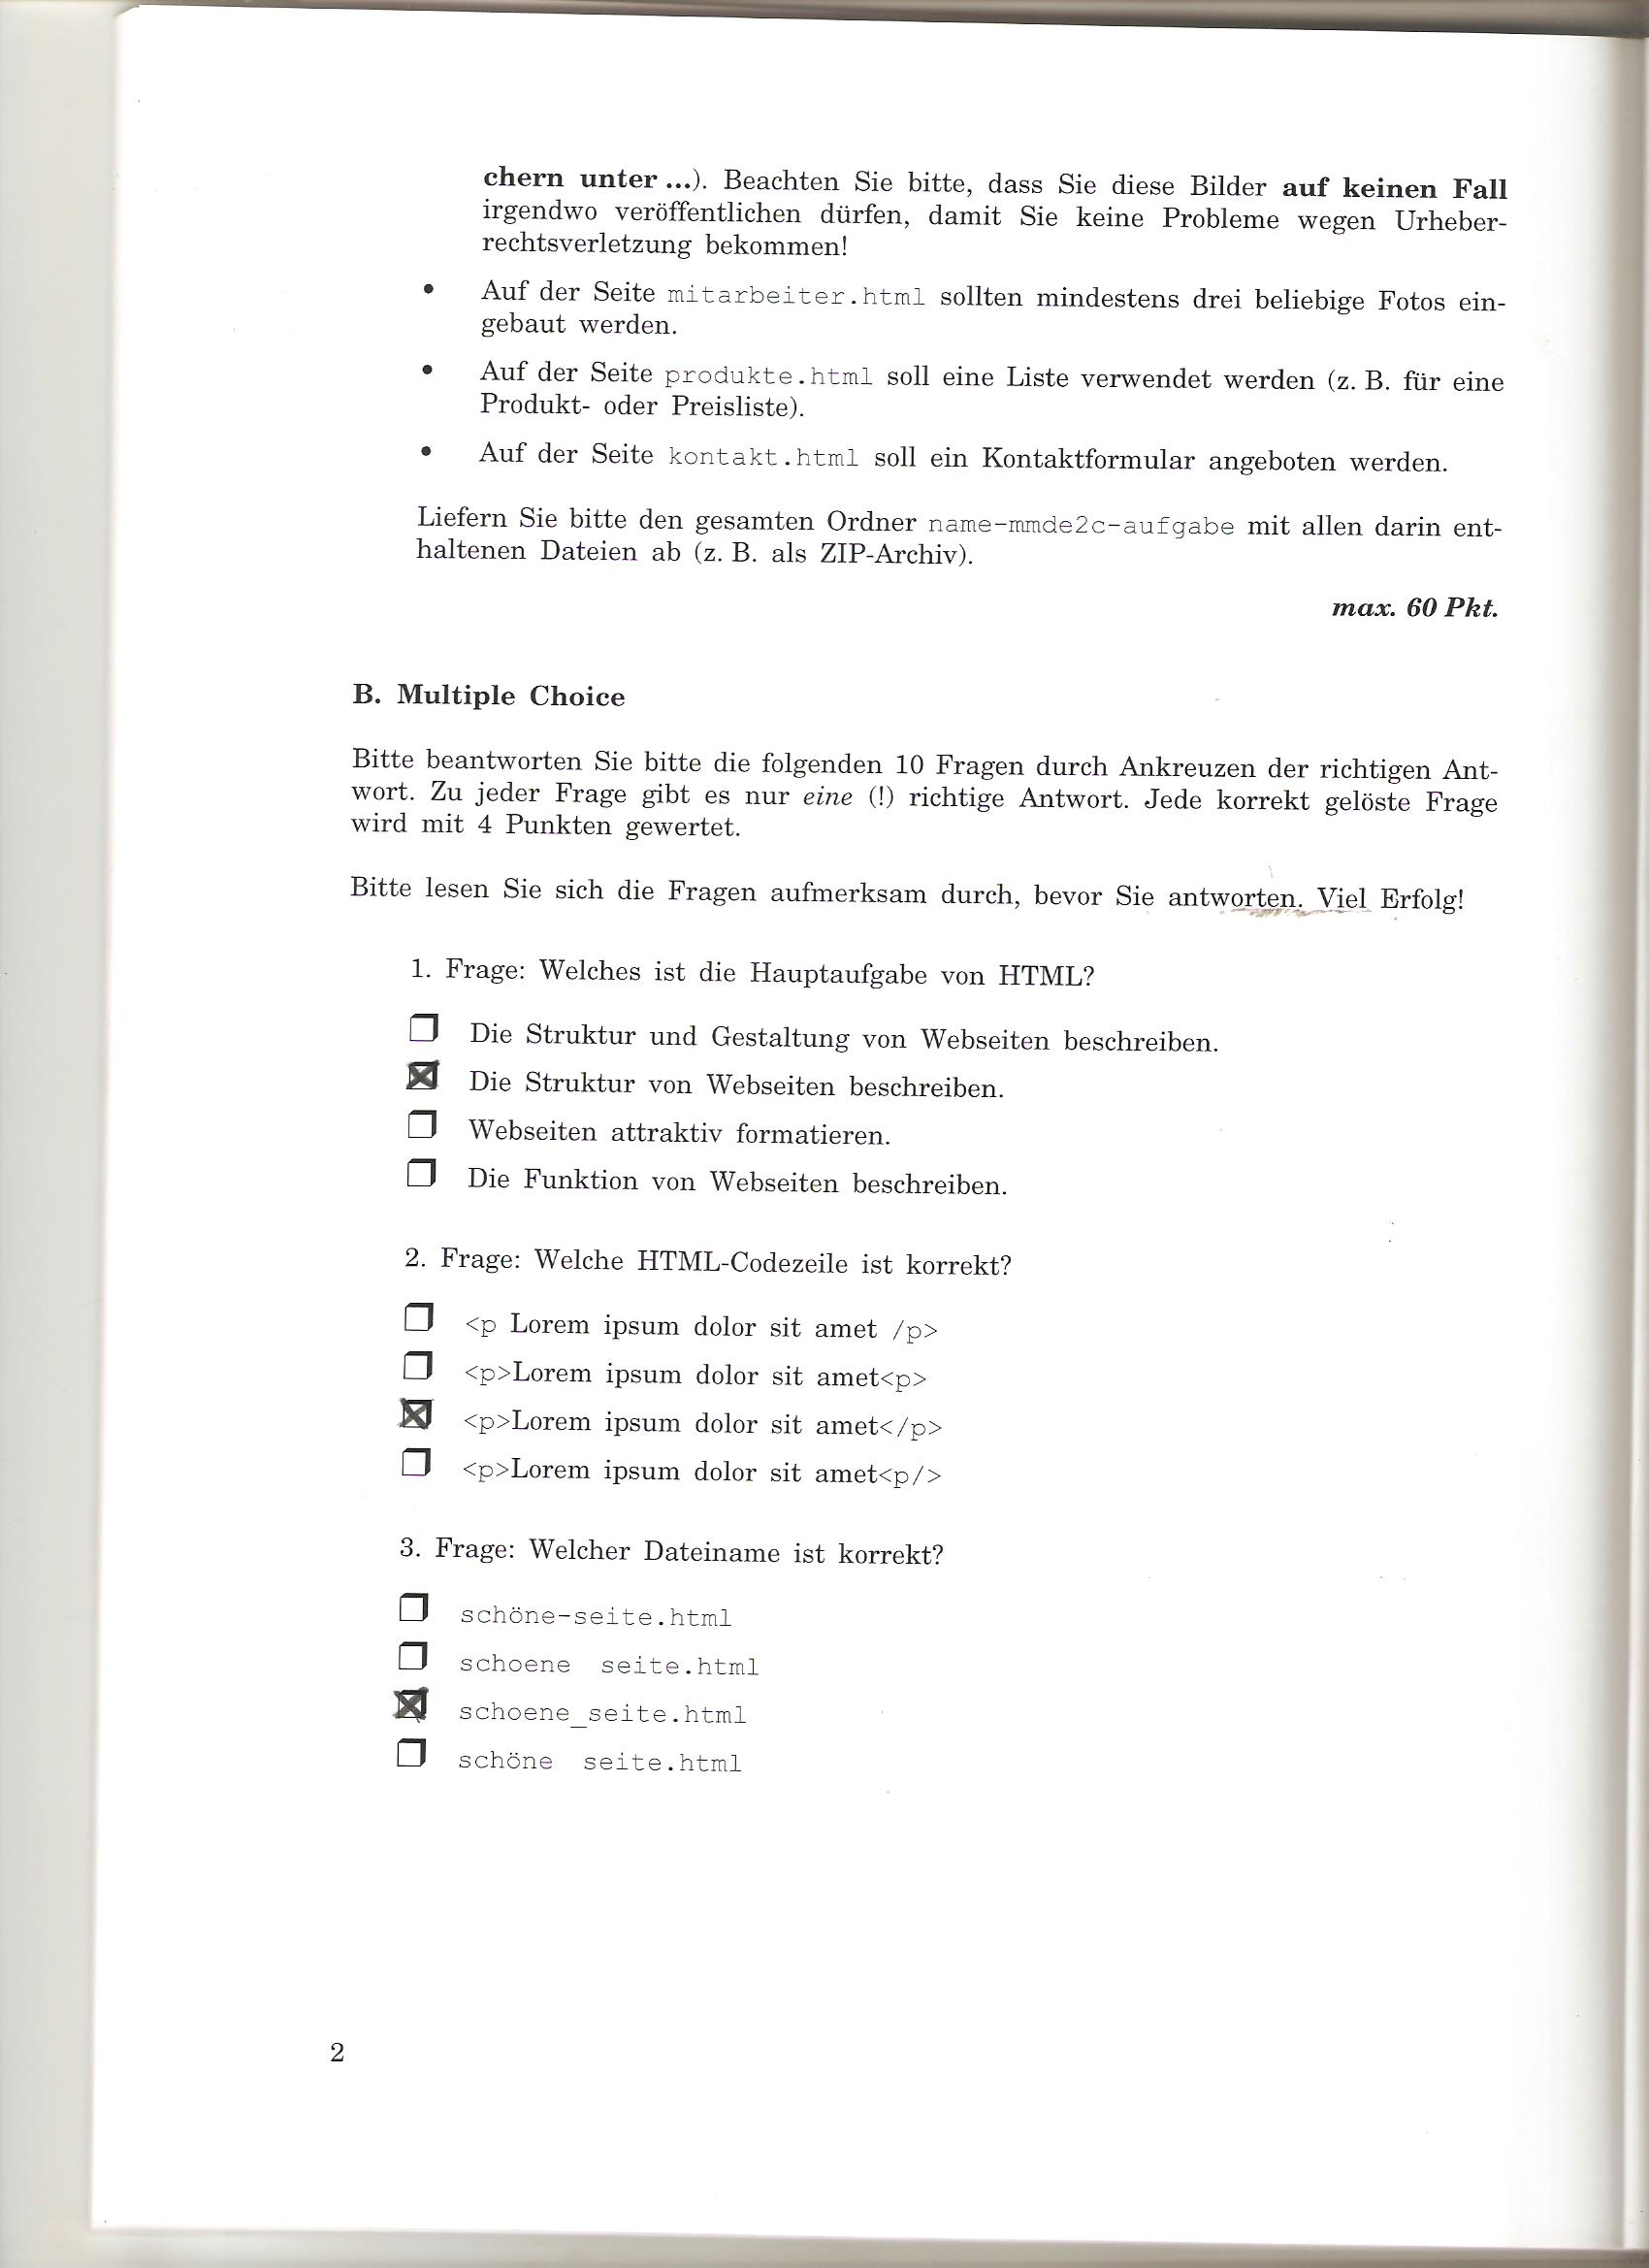 chern unter ...). Beachten Sie bitte, dass Sie diese Bilder auf keinen Fall
irgendwo veröffentlichen dürfen, damit Sie keine Probleme wegen Urheber-
rechtsverletzung bekommen!
• Auf der Seite mitarbeiter.html sollten mindestens drei beliebige Fotos ein-
gebaut werden.
• Auf der Seite produkte.html soll eine Liste verwendet werden (z. B. für eine
Produkt- oder Preisliste).
• Auf der Seite kontakt.html soll ein Kontaktformular angeboten werden.
Liefern Sie bitte den gesamten Ordner name-mmde2c-aufgabe mit allen darin ent-
haltenen Dateien ab (z. B. als ZIP-Archiv).
max. 60 Pkt.
B. Multiple Choice
Bitte beantworten Sie bitte die folgenden 10 Fragen durch Ankreuzen der richtigen Ant-
wort. Zu jeder Frage gibt es nur eine (!) richtige Antwort. Jede korrekt gelöste Frage
wird mit 4 Punkten gewertet.
Bitte lesen Sie sich die Fragen aufmerksam durch, bevor Sie antworten. Viel Erfolg!
1. Frage: Welches ist die Hauptaufgabe von HTML?
Die Struktur und Gestaltung von Webseiten beschreiben.
Die Struktur von Webseiten beschreiben.
Webseiten attraktiv formatieren.
Die Funktion von Webseiten beschreiben.
2. Frage: Welche HTML-Codezeile ist korrekt?
<p Lorem ipsum dolor sit amet /p>
<p>Lorem ipsum dolor sit amet<p>
<p>Lorem ipsum dolor sit amet</p>
<p>Lorem ipsum dolor sit amet<p/>
3. Frage: Welcher Dateiname ist korrekt?
schöne-seite.html
schoene seite.html
schoene_seite.html
schöne seite.html
2